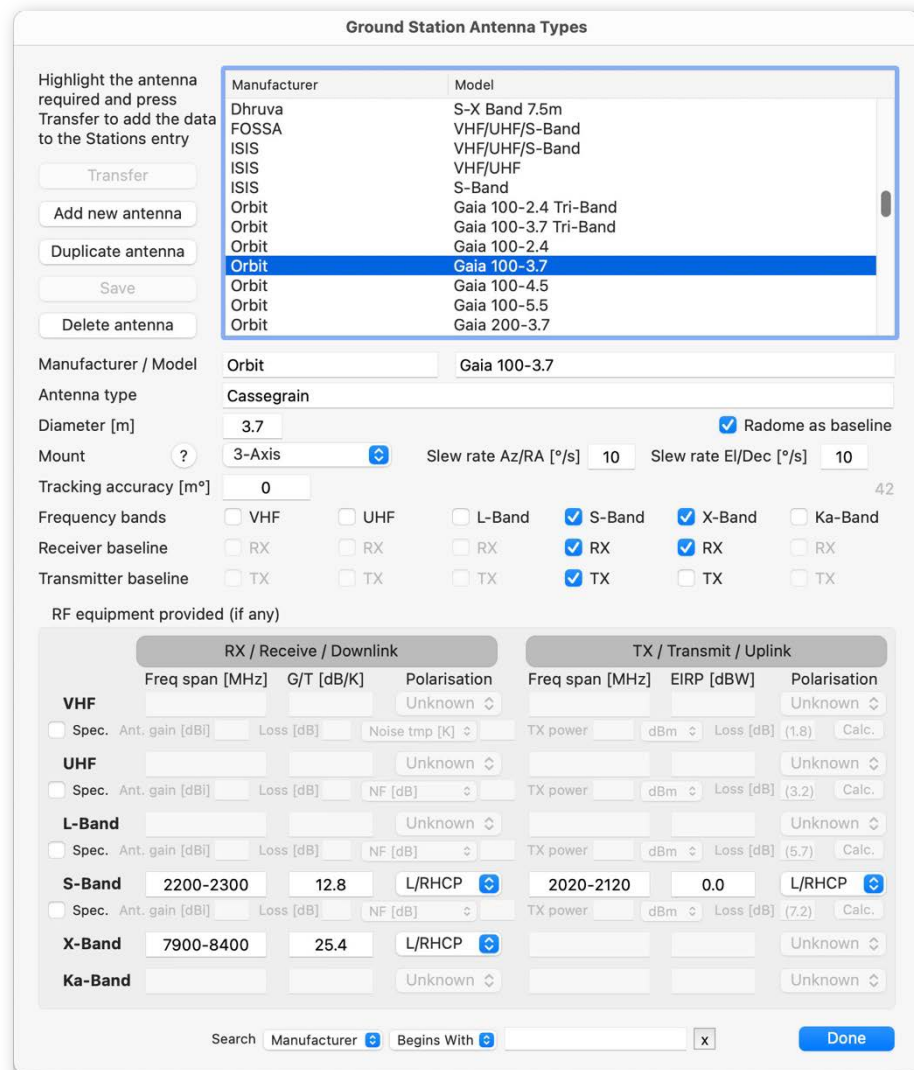 Ground Station Antenna Types
Highlight the antenna
required and press
Transfer to add the data
to the Stations entry
Transfer
Add new antenna
Duplicate antenna
Save
Delete antenna
Manufacturer Model
Dhruva S-X Band 7.5m
FOSSA VHF/UHF/S-Band
ISIS VHF/UHF/S-Band
ISIS VHF/UHF
ISIS S-Band
Orbit Gaia 100-2.4 Tri-Band
Orbit Gaia 100-3.7 Tri-Band
Orbit Gaia 100-2.4
Orbit Gaia 100-3.7
Orbit Gaia 100-4.5
Orbit Gaia 100-5.5
Orbit Gaia 200-3.7
Manufacturer / Model Orbit Gaia 100-3.7
Antenna type Cassegrain
Diameter [m] 3.7 Radome as baseline
Mount ? 3-Axis Slew rate Az/RA [°/s] 10 Slew rate El/Dec [°/s] 10
Tracking accuracy [m°] 0 42
Frequency bands VHF UHF L-Band S-Band X-Band Ka-Band
Receiver baseline RX RX RX RX RX RX
Transmitter baseline TX TX TX TX TX TX
RF equipment provided (if any)
RX / Receive / Downlink TX / Transmit / Uplink
Freq span [MHz] G/T [dB/K] Polarisation Freq span [MHz] EIRP [dBW] Polarisation
VHF Unknown Unknown
Spec. Ant. gain [dBi] Loss [dB] Noise tmp [K] TX power dBm Loss [dB] (1.8) Calc.
UHF Unknown Unknown
Spec. Ant. gain [dBi] Loss [dB] NF [dB] TX power dBm Loss [dB] (3.2) Calc.
L-Band Unknown Unknown
Spec. Ant. gain [dBi] Loss [dB] NF [dB] TX power dBm Loss [dB] (5.7) Calc.
S-Band 2200-2300 12.8 L/RHCP 2020-2120 0.0 L/RHCP
Spec. Ant. gain [dBi] Loss [dB] NF [dB] TX power dBm Loss [dB] (7.2) Calc.
X-Band 7900-8400 25.4 L/RHCP Unknown
Ka-Band Unknown Unknown
Search Manufacturer Begins With x Done